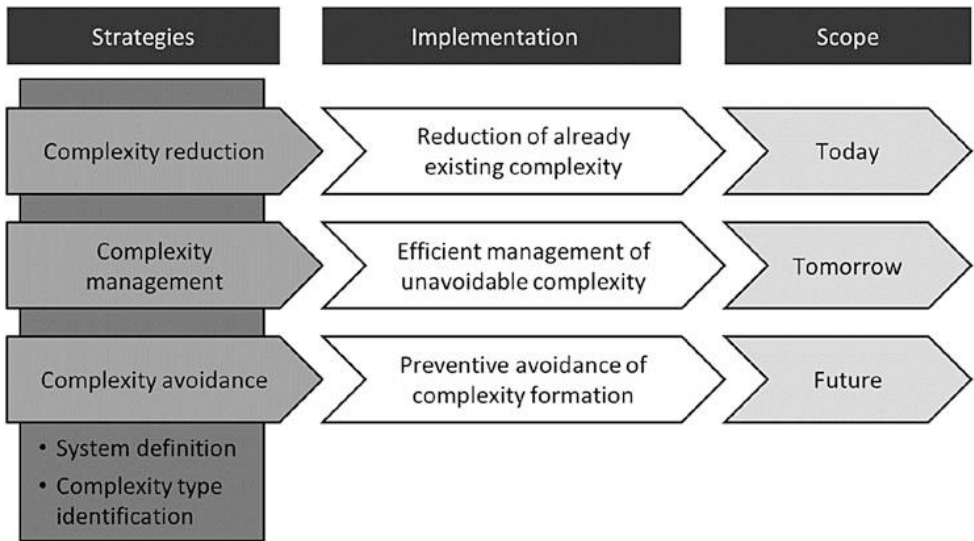 Strategies
Implementation
Scope
Complexity reduction
Reduction of already
existing complexity
Today
Complexity
management
Efficient management of
unavoidable complexity
Tomorrow
Complexity avoidance
Preventive avoidance of
complexity formation
Future
• System definition
• Complexity type
identification